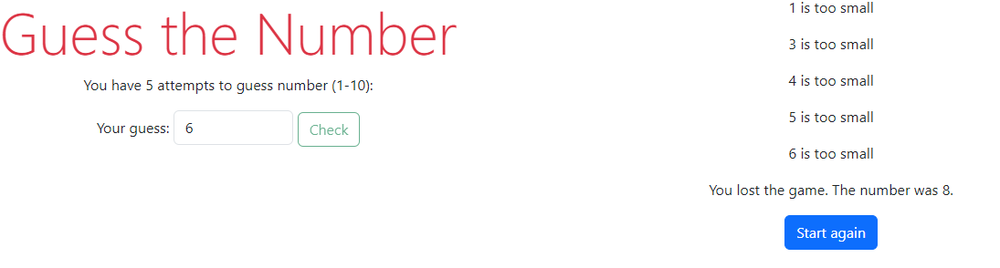 Guess the Number
You have 5 attempts to guess number (1-10):
Your guess: 6 Check
1 is too small
3 is too small
4 is too small
5 is too small
6 is too small
You lost the game. The number was 8.
Start again